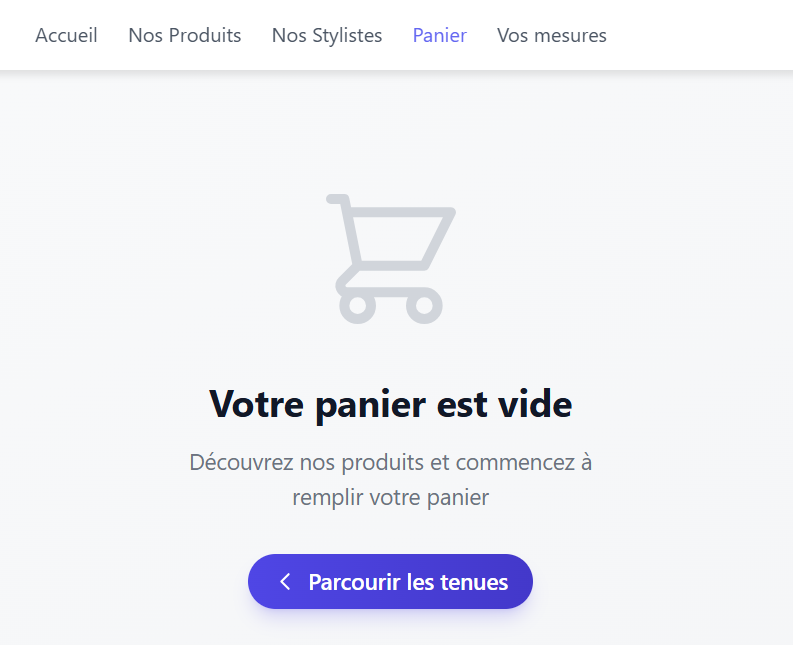 Accueil Nos Produits Nos Stylistes Panier Vos mesures
Votre panier est vide
Découvrez nos produits et commencez à
remplir votre panier
Parcourir les tenues